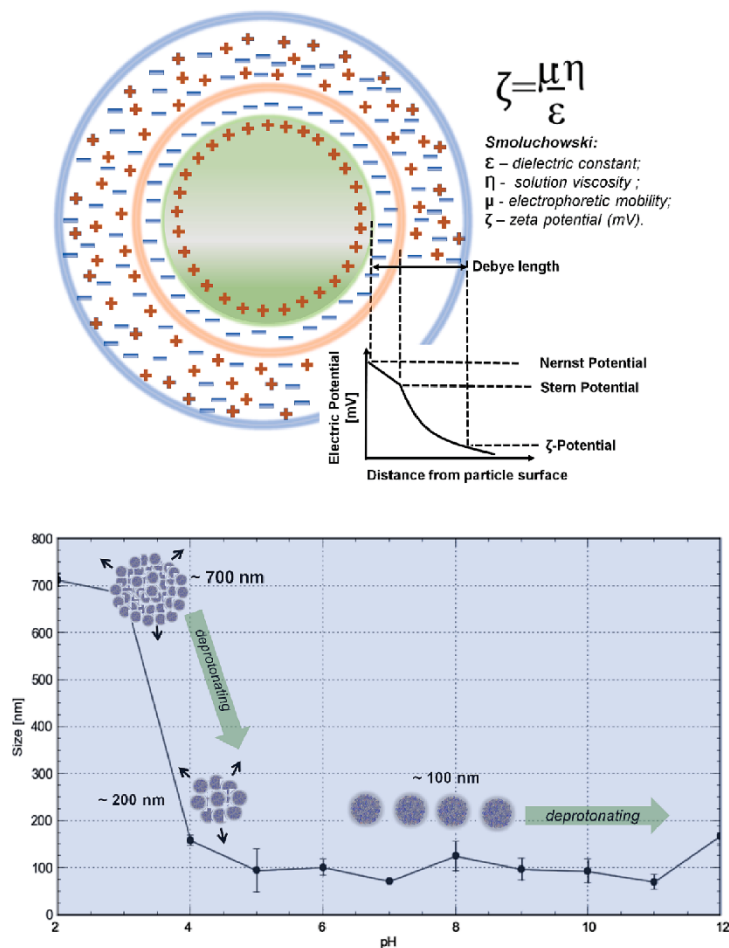 ζ=μη/ε
Smoluchowski:
ε – dielectric constant;
η - solution viscosity ;
μ - electrophoretic mobility;
ζ – zeta potential (mV).
Debye length
Nernst Potential
Stern Potential
ζ-Potential
Electric Potential
[mV]
Distance from particle surface
800
700
600
500
400
300
200
100
0
Size [nm]
~ 700 nm
deprotonating
~ 200 nm
~ 100 nm
deprotonating
2
4
6
8
10
12
pH